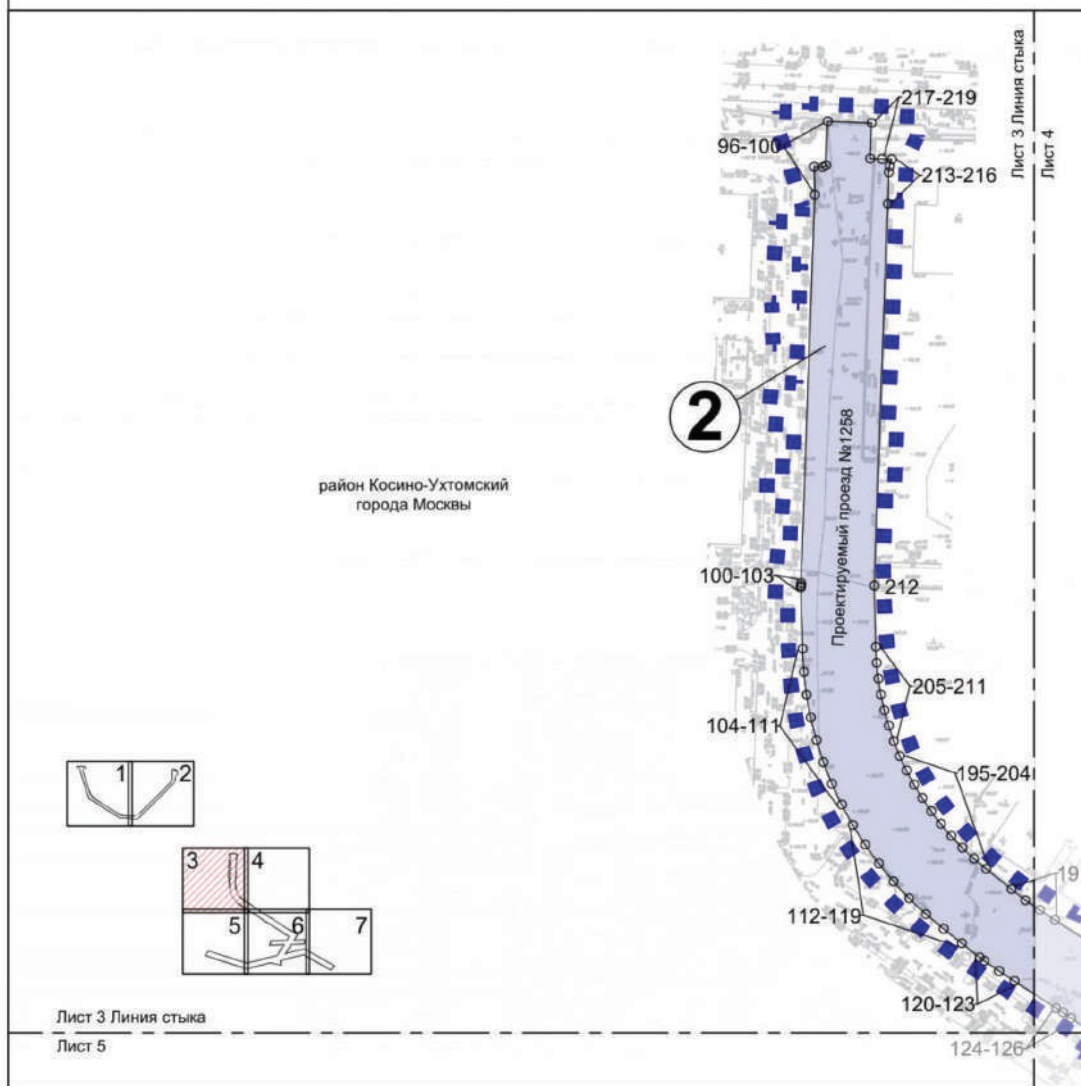 Лист 3 Линия стыка
Лист 4
217-219
96-100
213-216
2
Проектируемый проезд №1258
район Косино-Ухтомский
города Москвы
100-103
212
205-211
104-111
195-204
1
2
3
4
5
6
7
19
112-119
120-123
124-126
Лист 3 Линия стыка
Лист 5